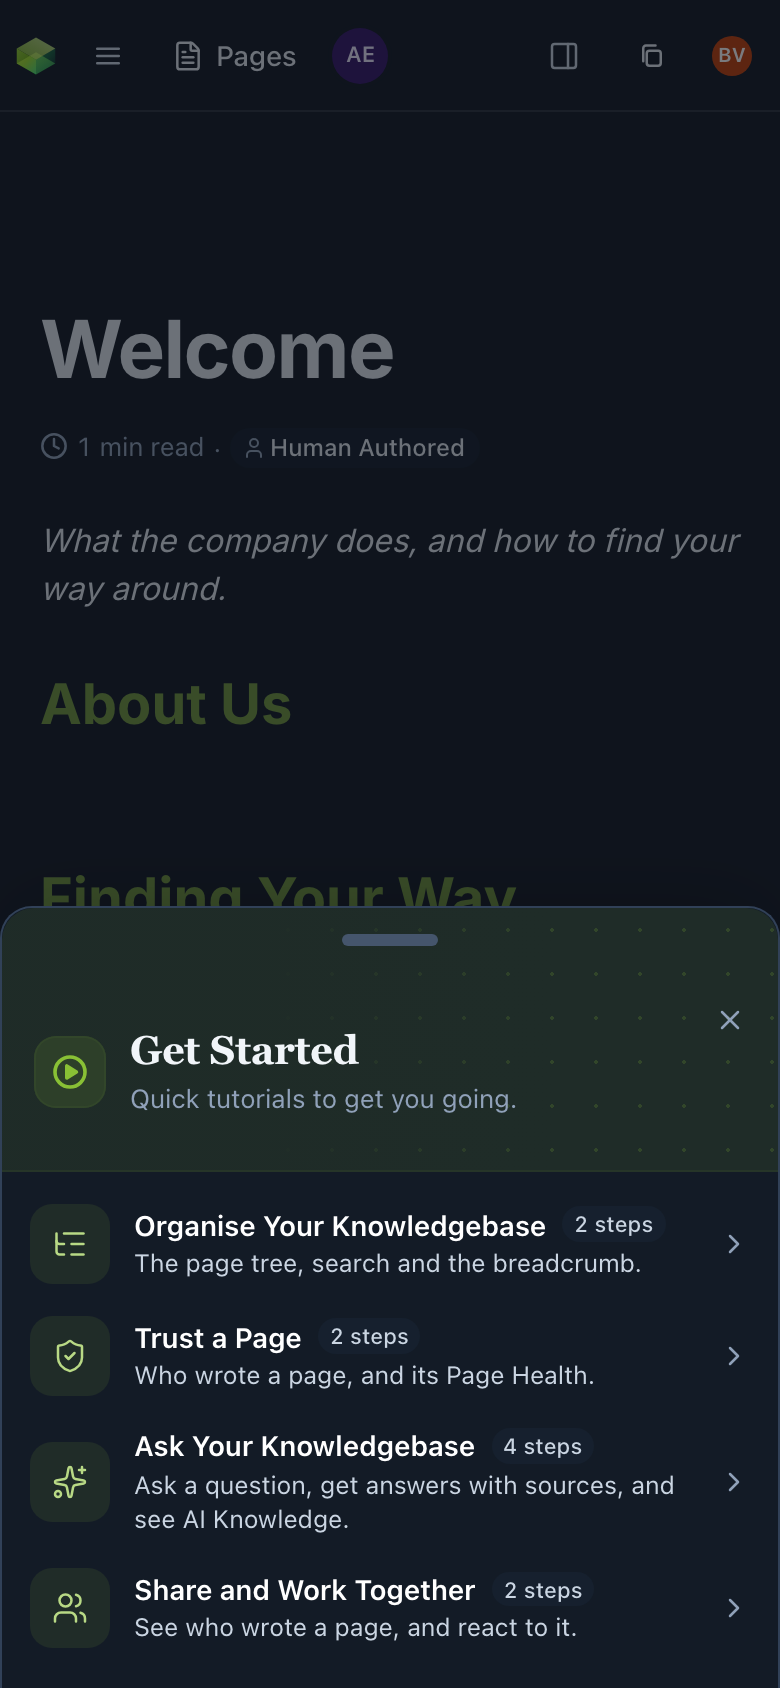 Pages AE BV
Welcome
1 min read · Human Authored
What the company does, and how to find your
way around.
About Us
Finding Your Way
Get Started
Quick tutorials to get you going.
Organise Your Knowledgebase 2 steps
The page tree, search and the breadcrumb.
Trust a Page 2 steps
Who wrote a page, and its Page Health.
Ask Your Knowledgebase 4 steps
Ask a question, get answers with sources, and
see AI Knowledge.
Share and Work Together 2 steps
See who wrote a page, and react to it.